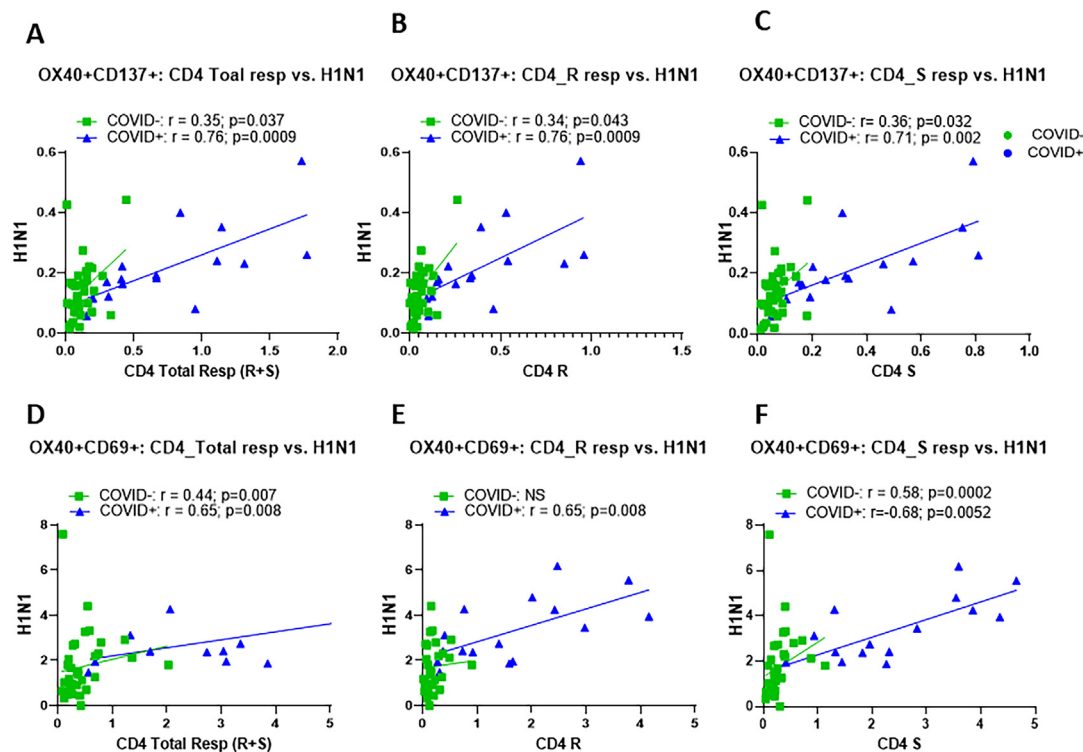 A
B
C
OX40+CD137+: CD4 Toal resp vs. H1N1
OX40+CD137+: CD4_R resp vs. H1N1
OX40+CD137+: CD4_S resp vs. H1N1
COVID-: r = 0.35; p=0.037
COVID+: r = 0.76; p=0.0009
COVID-: r = 0.34; p=0.043
COVID+: r = 0.76; p=0.0009
COVID-: r= 0.36; p=0.032
COVID+: r= 0.71; p= 0.002
COVID-
COVID+
0.6
0.4
0.2
0.0
H1N1
0.0
0.5
1.0
1.5
2.0
CD4 Total Resp (R+S)
0.6
0.4
0.2
0.0
H1N1
0.0
0.5
1.0
1.5
CD4 R
0.6
0.4
0.2
0.0
H1N1
0.0
0.2
0.4
0.6
0.8
1.0
CD4 S
D
E
F
OX40+CD69+: CD4_Total resp vs. H1N1
OX40+CD69+: CD4_R resp vs. H1N1
OX40+CD69+: CD4_S resp vs. H1N1
COVID-: r = 0.44; p=0.007
COVID+: r = 0.65; p=0.008
COVID-: NS
COVID+: r = 0.65; p=0.008
COVID-: r = 0.58; p=0.0002
COVID+: r=-0.68; p=0.0052
8
6
4
2
0
H1N1
0
1
2
3
4
5
CD4 Total Resp (R+S)
8
6
4
2
0
H1N1
0
1
2
3
4
5
CD4 R
8
6
4
2
0
H1N1
0
1
2
3
4
5
CD4 S